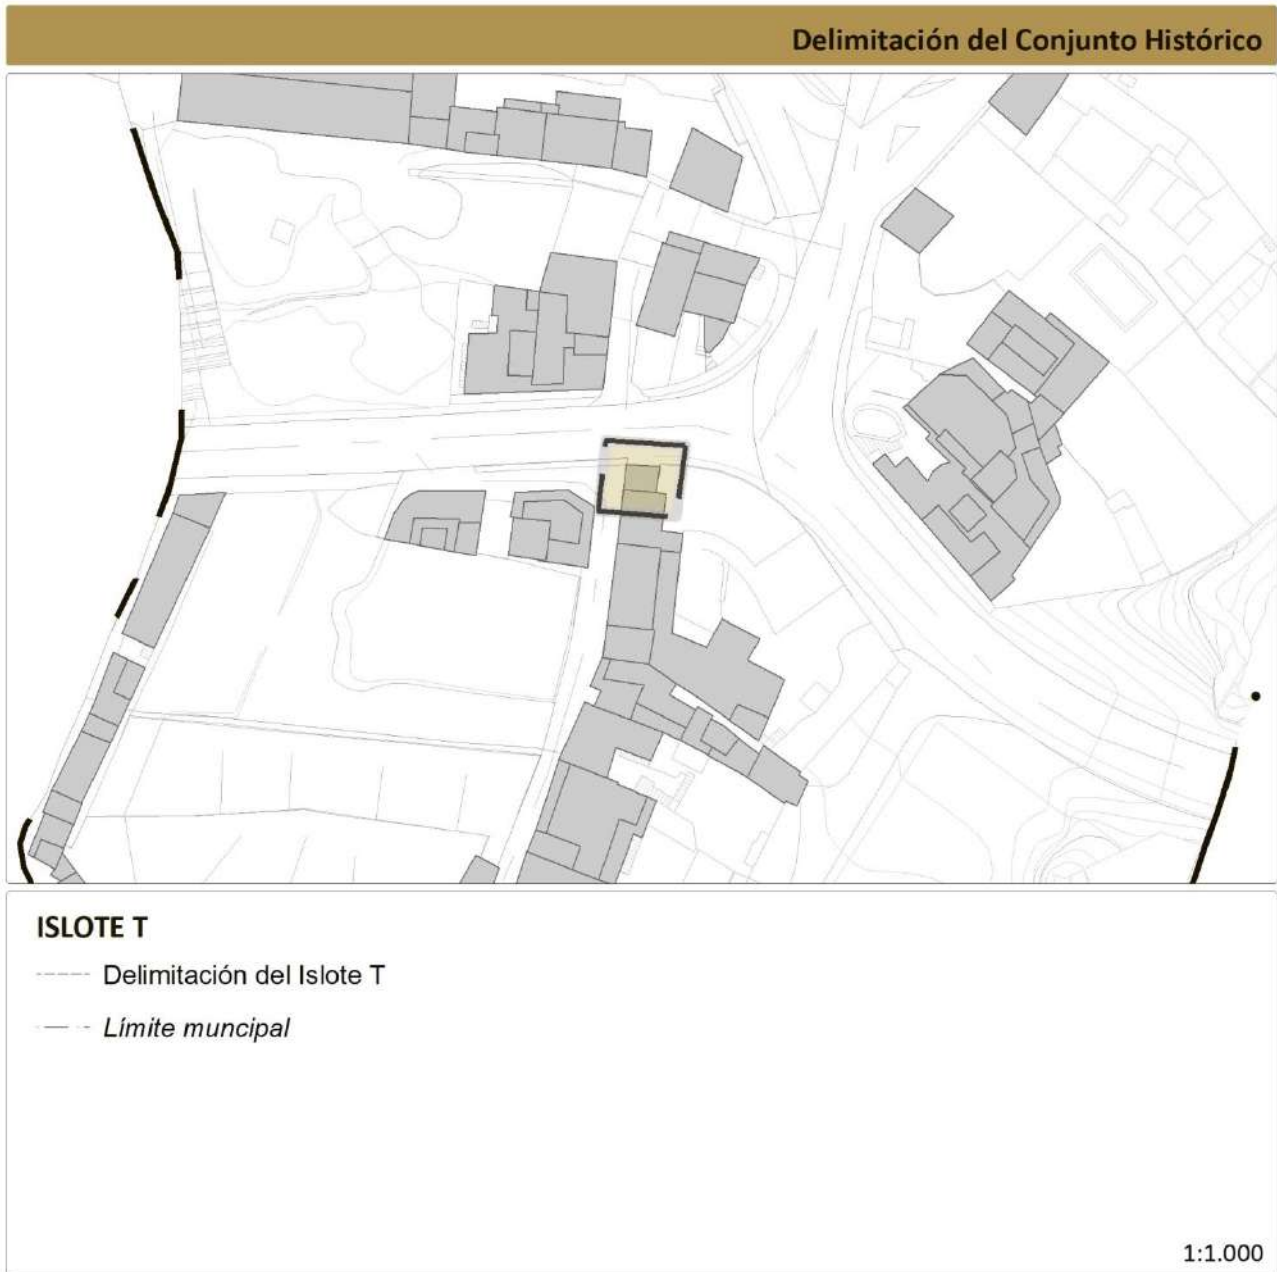 Delimitación del Conjunto Histórico
ISLOTE T
Delimitación del Islote T
Límite muncipal
1:1.000